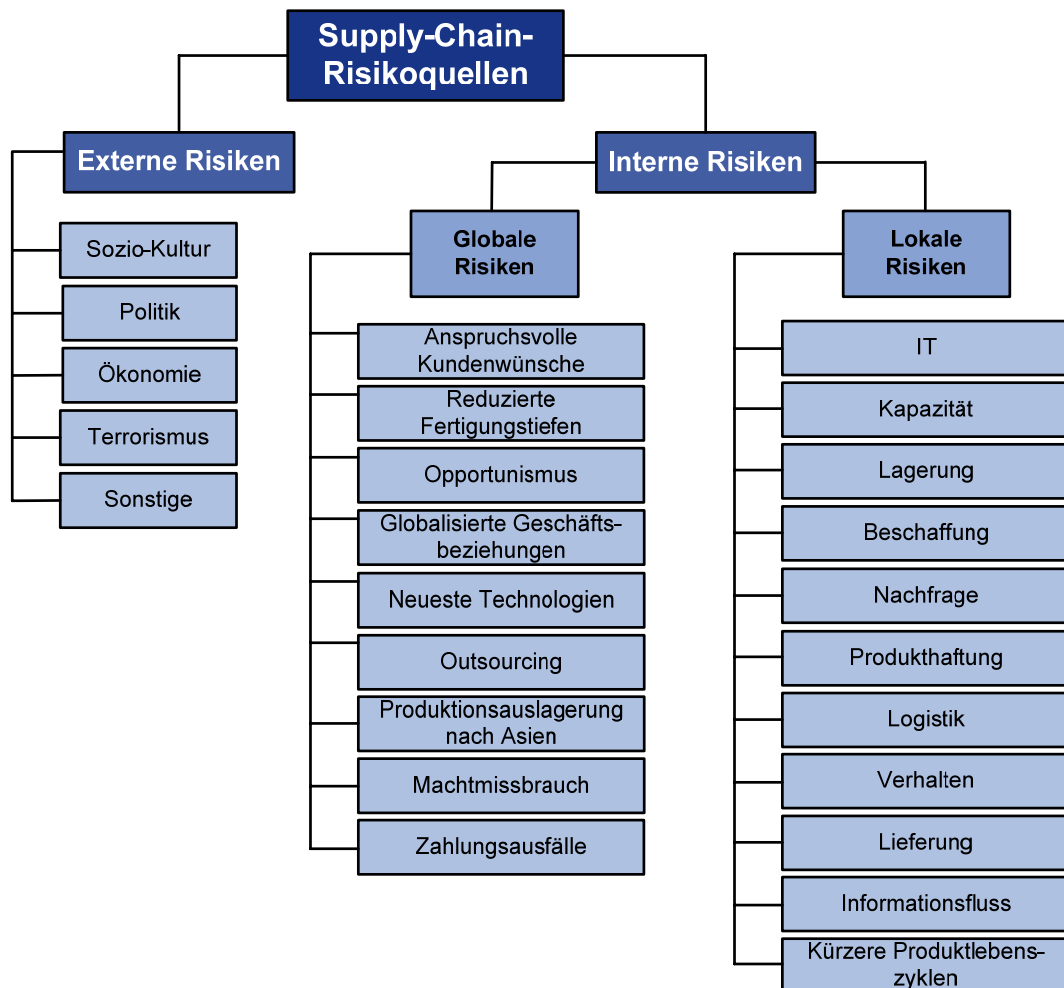 Supply-Chain-
Risikoquellen
Externe Risiken
Interne Risiken
Sozio-Kultur
Politik
Ökonomie
Terrorismus
Sonstige
Globale
Risiken
Anspruchsvolle
Kundenwünsche
Reduzierte
Fertigungstiefen
Opportunismus
Globalisierte Geschäfts-
beziehungen
Neueste Technologien
Outsourcing
Produktionsauslagerung
nach Asien
Machtmissbrauch
Zahlungsausfälle
Lokale
Risiken
IT
Kapazität
Lagerung
Beschaffung
Nachfrage
Produkthaftung
Logistik
Verhalten
Lieferung
Informationsfluss
Kürzere Produktlebens-
zyklen